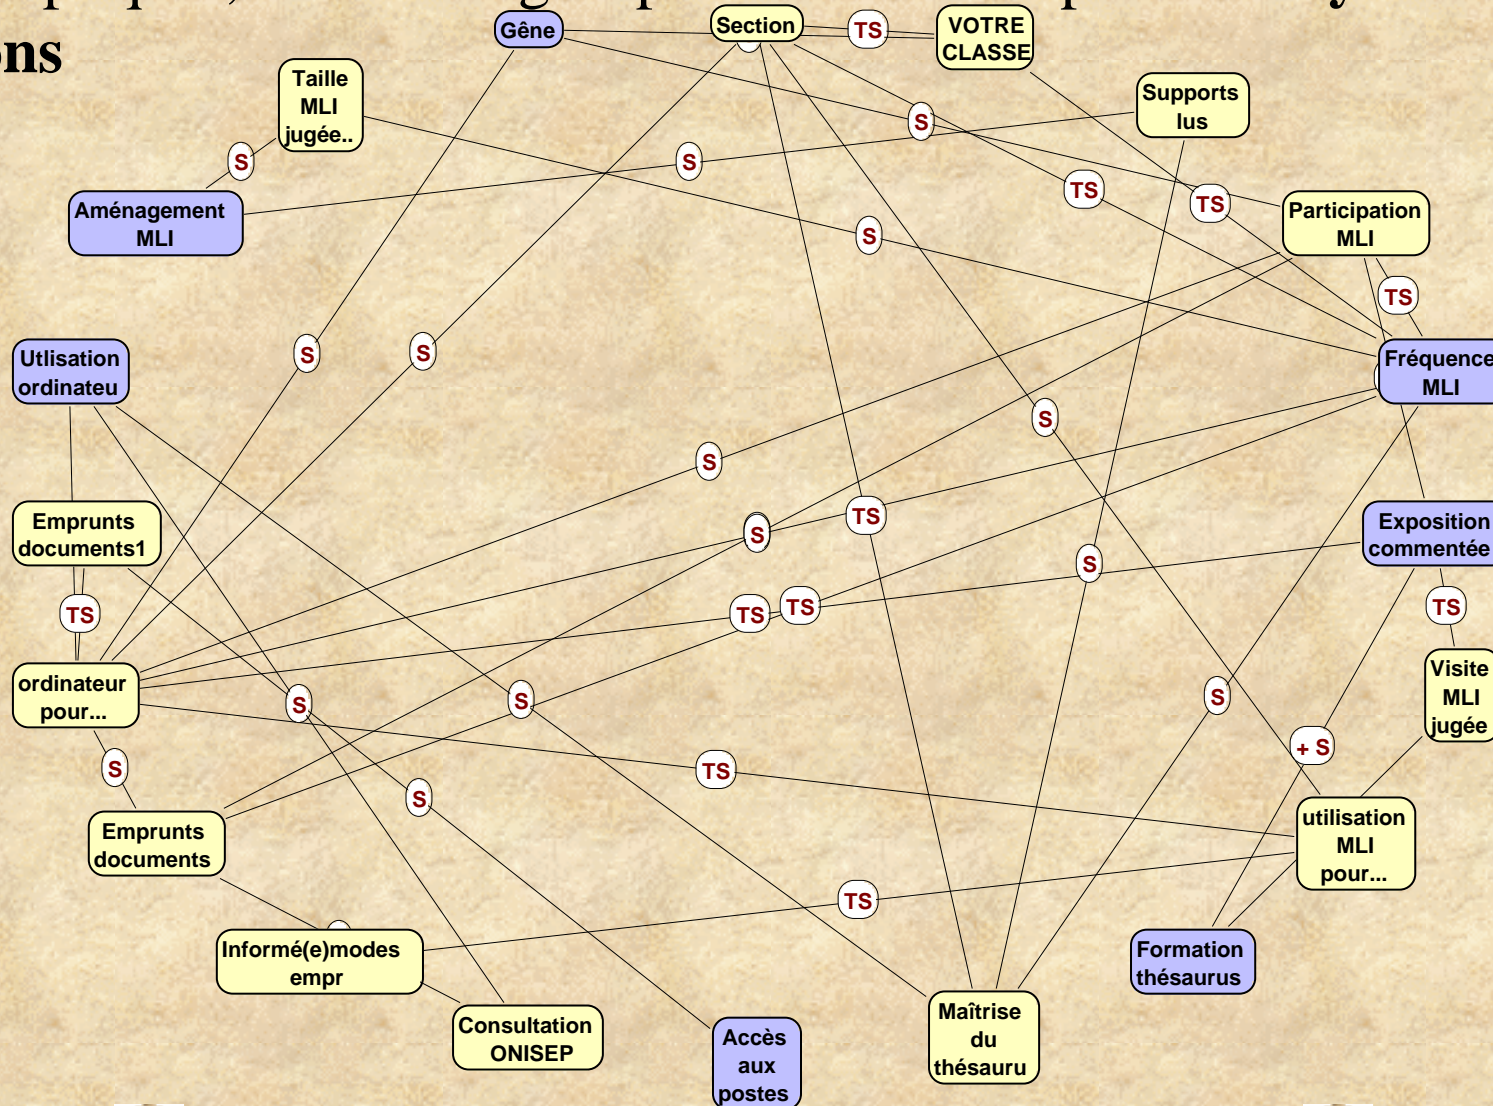 ons
Gêne
Section
TS
VOTRE
CLASSE
Taille
MLI
jugée..
Supports
lus
S
S
S
Aménagement
MLI
TS
TS
Participation
MLI
S
TS
S
S
Utlisation
ordinateu
Fréquence
MLI
S
S
Emprunts
documents1
TS
S
Exposition
commentée
S
TS
TS
TS
TS
ordinateur
pour...
S
S
S
Visite
MLI
jugée
S
TS
+ S
S
Emprunts
documents
utilisation
MLI
pour...
TS
Informé(e)modes
empr
Formation
thésaurus
Consultation
ONISEP
Accès
aux
postes
Maîtrise
du
thésauru